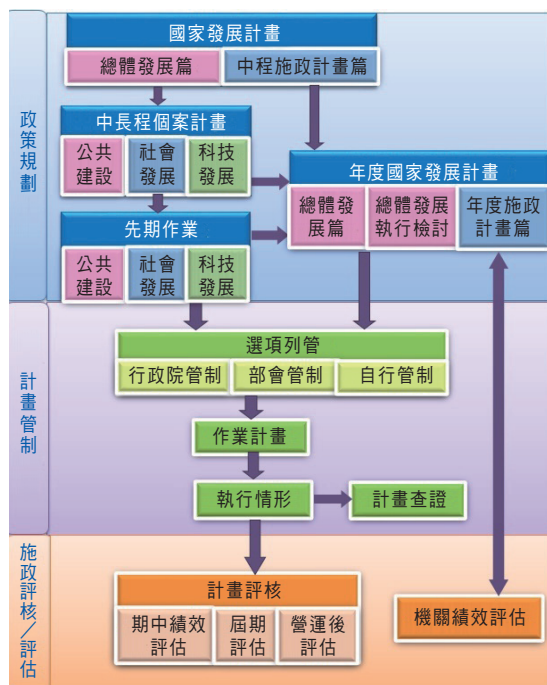 政策規劃
國家發展計畫
總體發展篇
中程施政計畫篇
中長程個案計畫
公共
建設
社會
發展
科技
發展
年度國家發展計畫
總體發
展篇
總體發展
執行檢討
年度施政
計畫篇
先期作業
公共
建設
社會
發展
科技
發展
計畫管制
選項列管
行政院管制
部會管制
自行管制
作業計畫
執行情形
計畫查證
施政評核／評估
計畫評核
期中績效
評估
屆期
評估
營運後
評估
機關績效評估